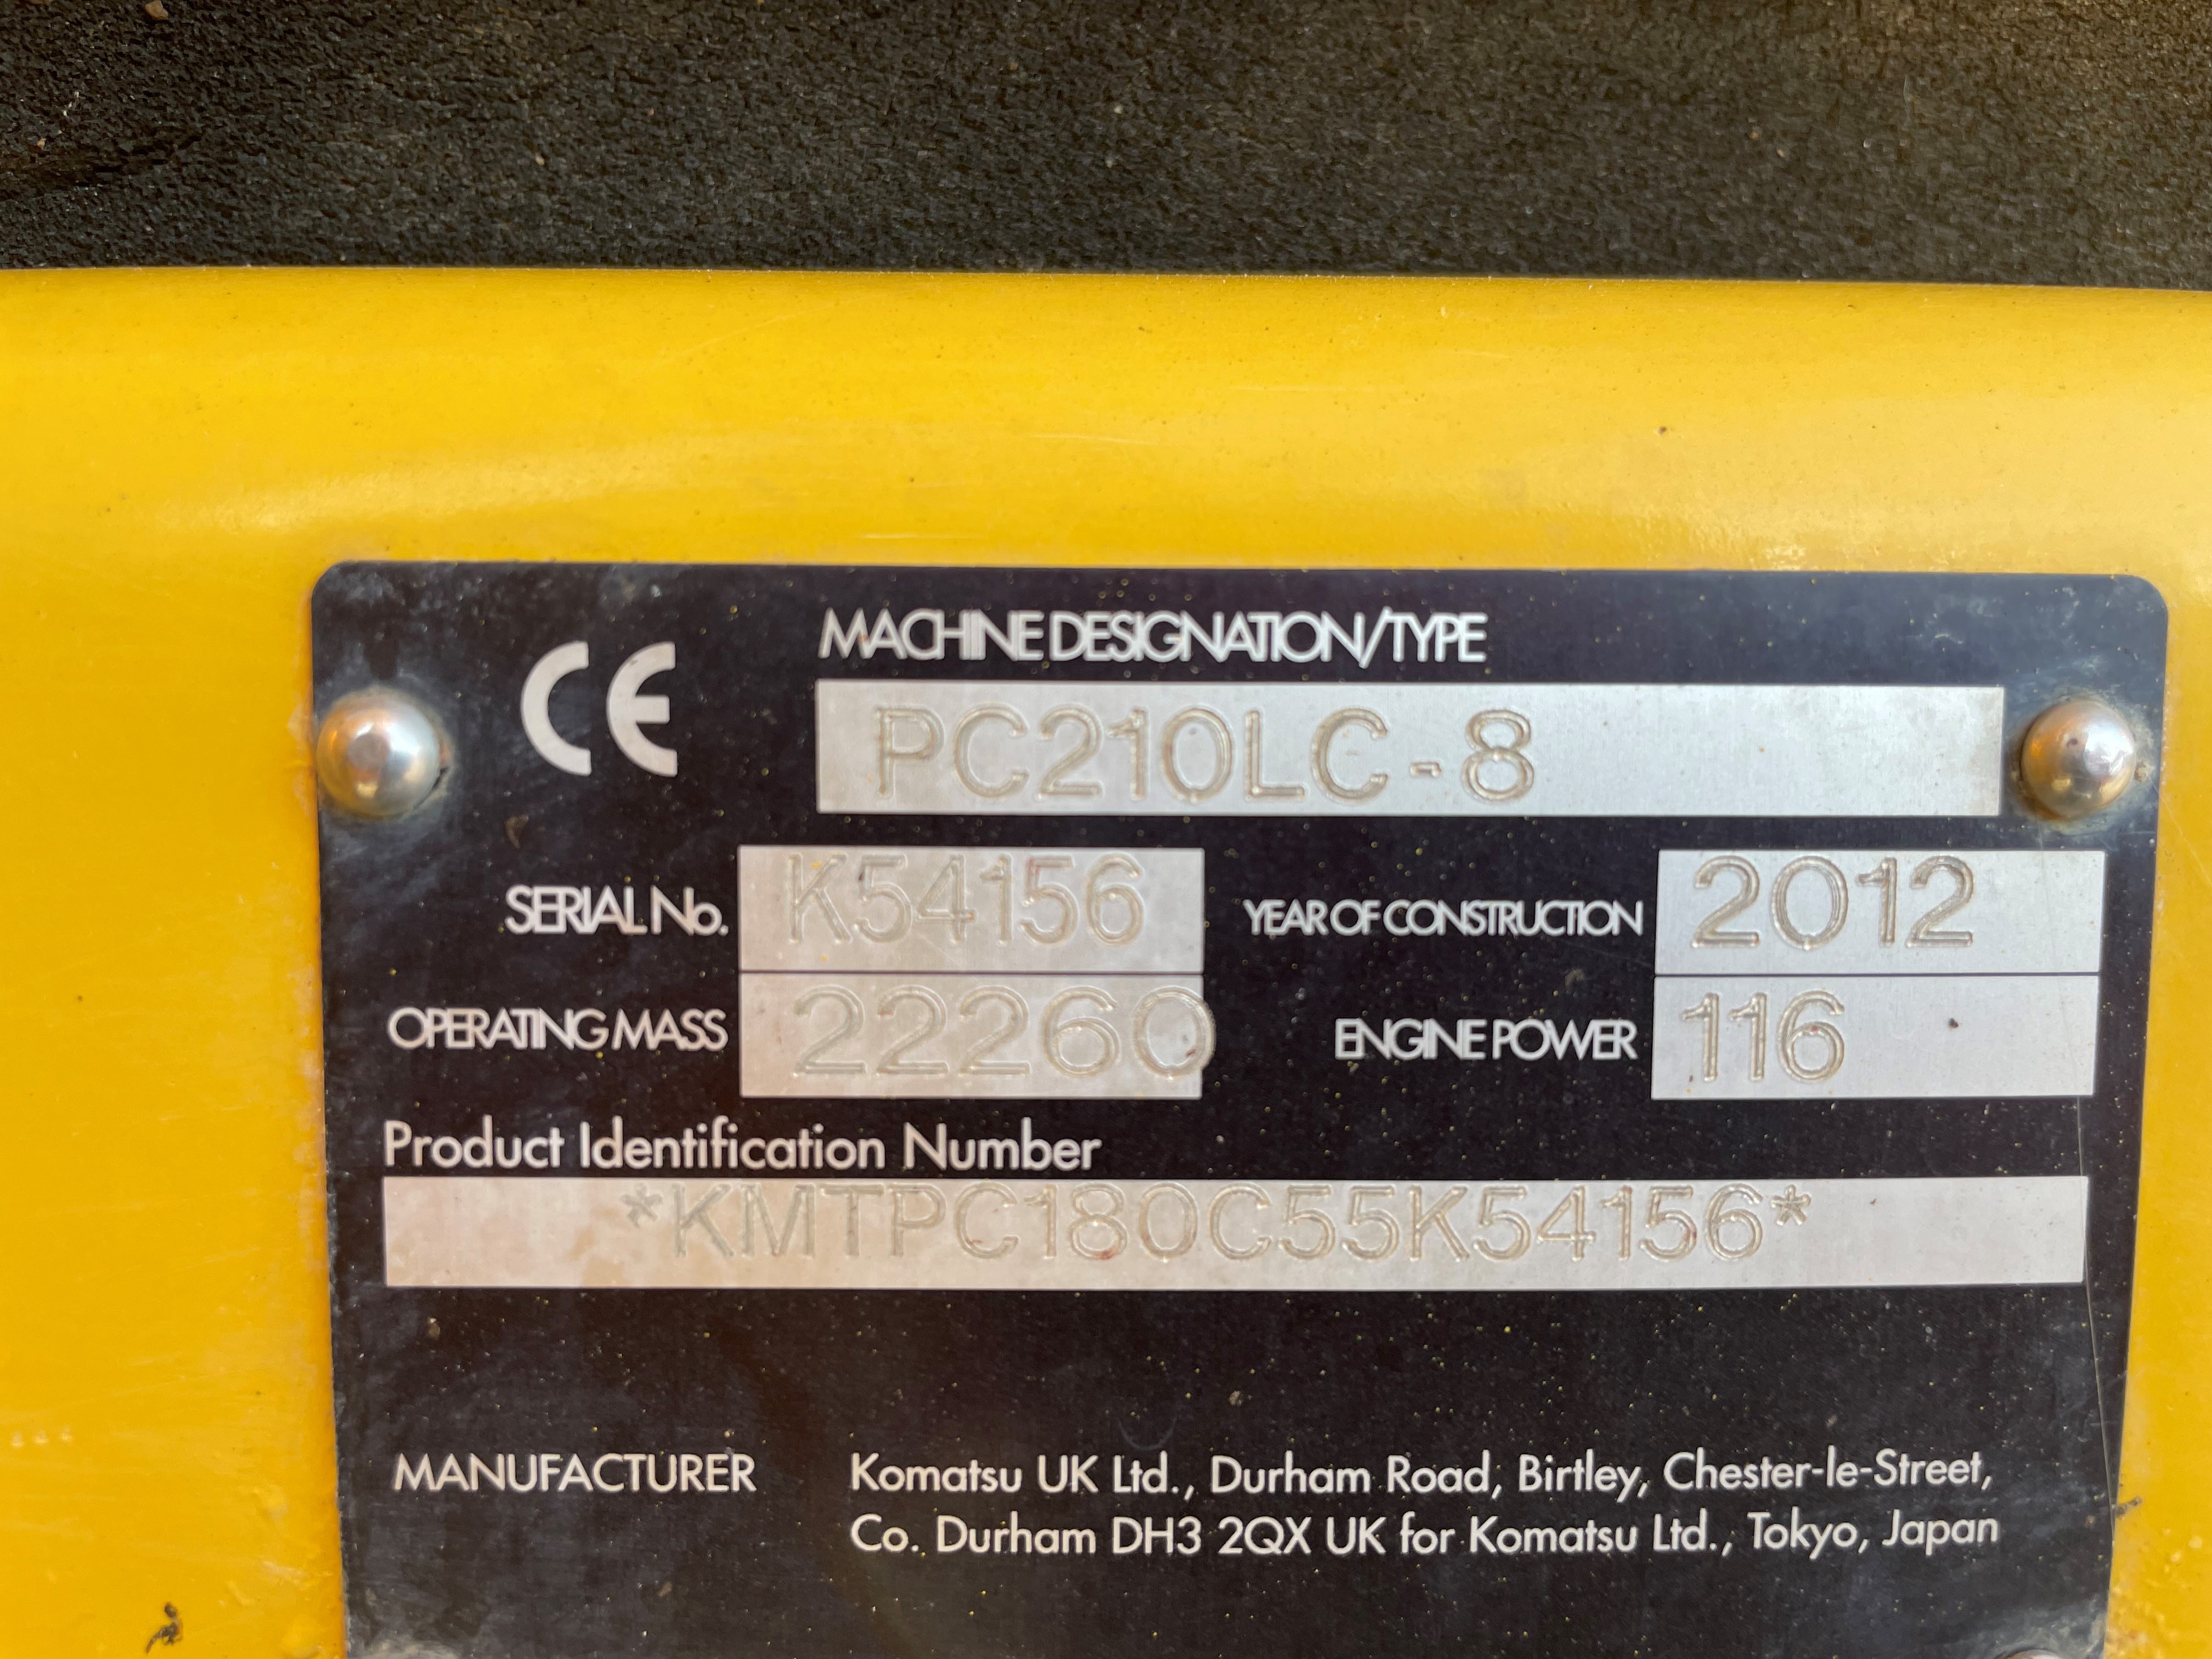 CE
MACHINE DESIGNATION/TYPE
PC210LC-8
SERIAL No. K54156 YEAR OF CONSTRUCTION 2012
OPERATING MASS 22260 ENGINE POWER 116
Product Identification Number
*KMTPC180C55K54156*
MANUFACTURER Komatsu UK Ltd., Durham Road, Birtley, Chester-le-Street,
Co. Durham DH3 2QX UK for Komatsu Ltd., Tokyo, Japan